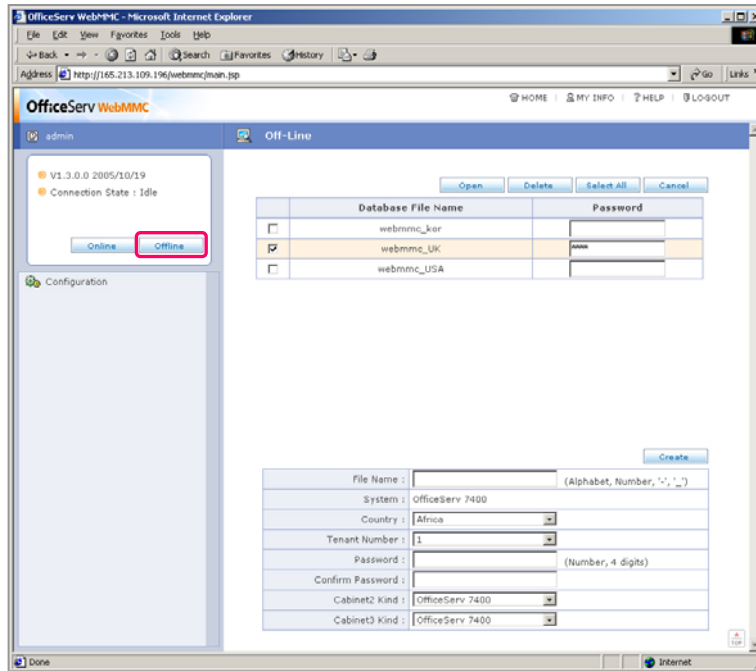 OfficeServ WebMMC - Microsoft Internet Explorer
File Edit View Favorites Tools Help
Back Search Favorites History
Address http://165.213.109.196/webmmc/main.jsp Go Links
OfficeServ WebMMC HOME | MY INFO | ? HELP | LOGOUT
admin Off-Line
V1.3.0.0 2005/10/19
Connection State : Idle
Online Offline
Configuration
Open Delete Select All Cancel
Database File Name Password
webmmc_kor
webmmc_UK ****
webmmc_USA
Create
File Name : (Alphabet, Number, '-', '_')
System : OfficeServ 7400
Country : Africa
Tenant Number : 1
Password : (Number, 4 digits)
Confirm Password :
Cabinet2 Kind : OfficeServ 7400
Cabinet3 Kind : OfficeServ 7400
TOP
Done Internet